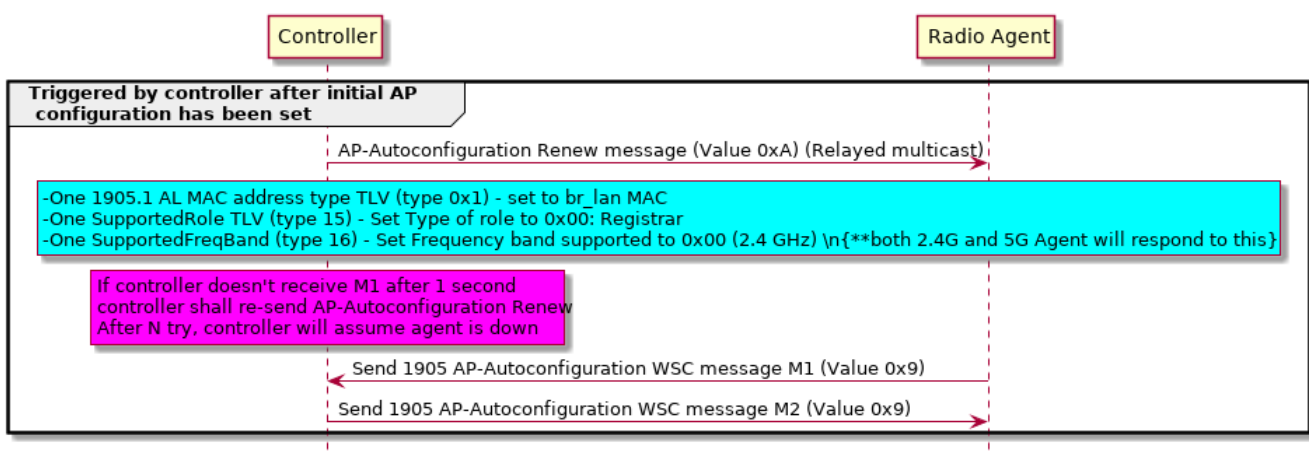 Controller
Radio Agent
Triggered by controller after initial AP
configuration has been set
AP-Autoconfiguration Renew message (Value 0xA) (Relayed multicast)
-One 1905.1 AL MAC address type TLV (type 0x1) - set to br_lan MAC
-One SupportedRole TLV (type 15) - Set Type of role to 0x00: Registrar
-One SupportedFreqBand (type 16) - Set Frequency band supported to 0x00 (2.4 GHz) \n{**both 2.4G and 5G Agent will respond to this}
If controller doesn't receive M1 after 1 second
controller shall re-send AP-Autoconfiguration Renew
After N try, controller will assume agent is down
Send 1905 AP-Autoconfiguration WSC message M1 (Value 0x9)
Send 1905 AP-Autoconfiguration WSC message M2 (Value 0x9)